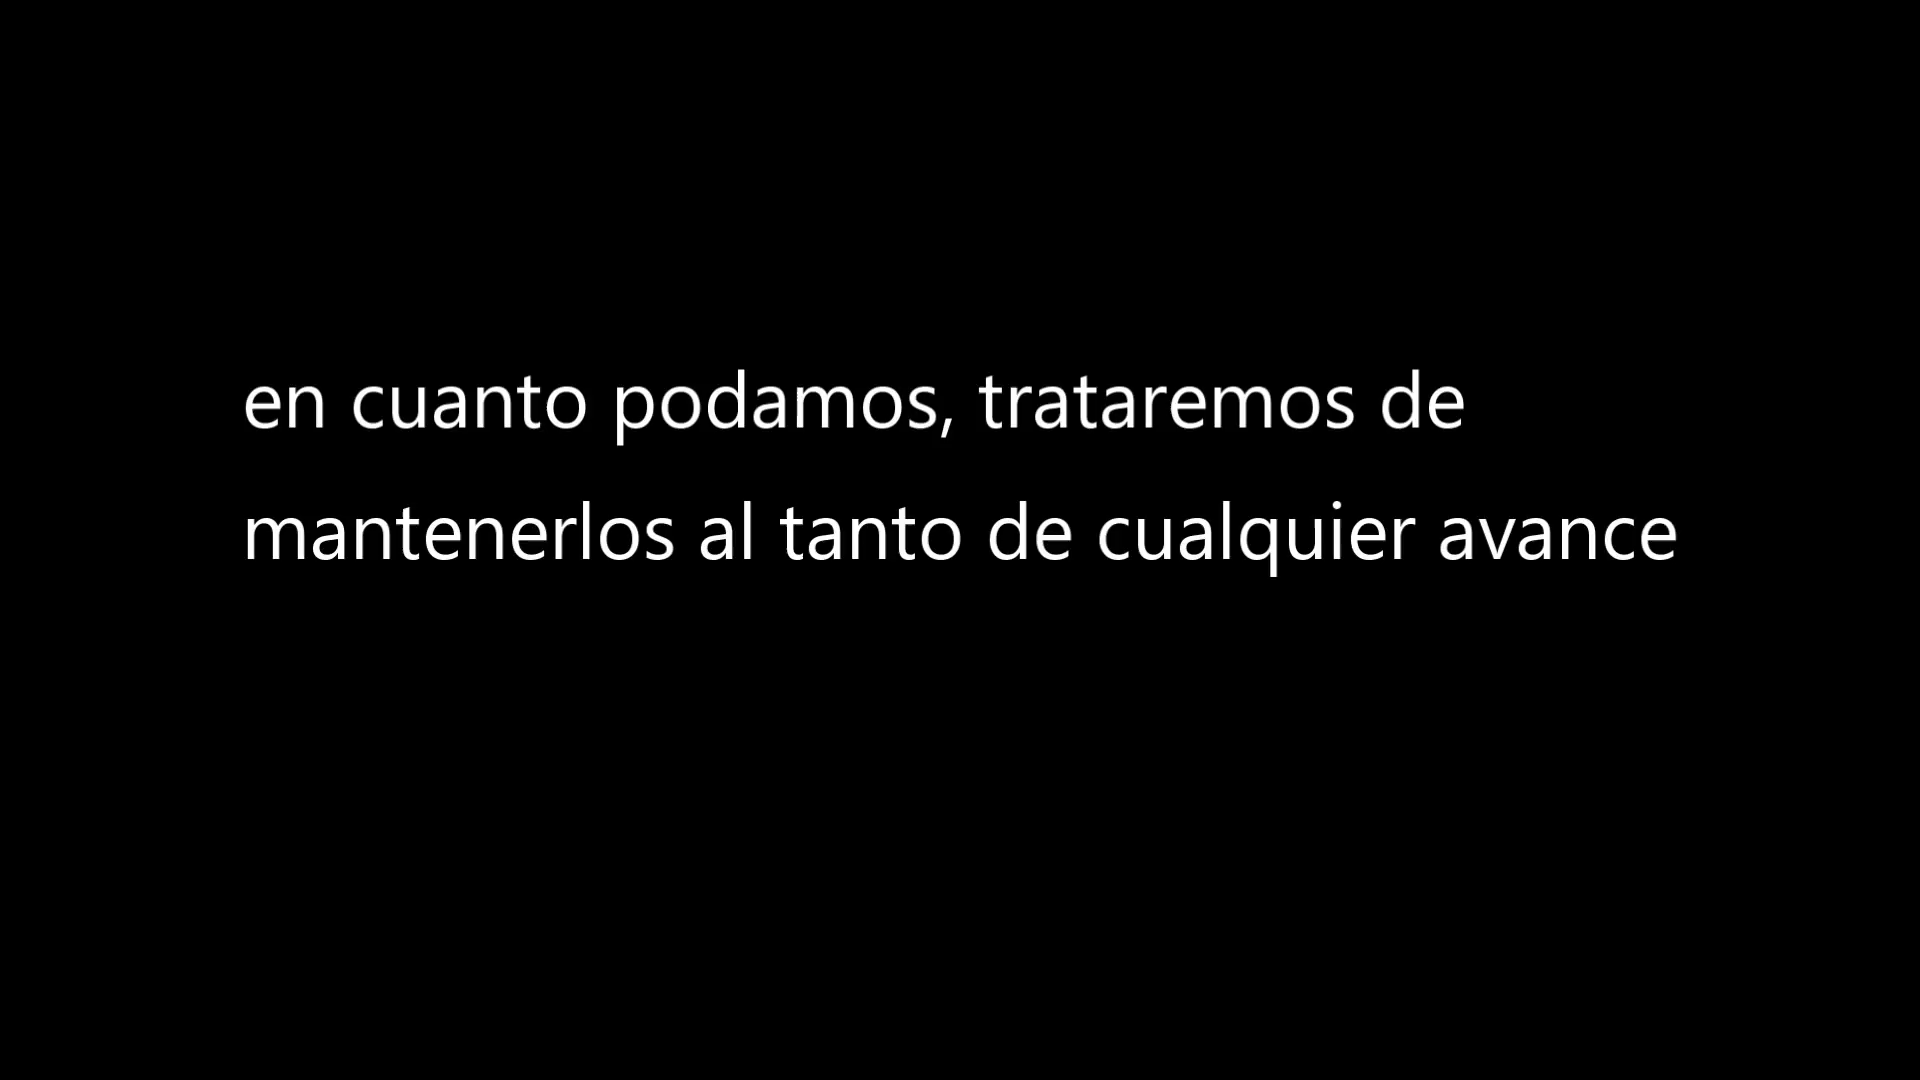 en cuanto podamos, trataremos de
mantenerlos al tanto de cualquier avance